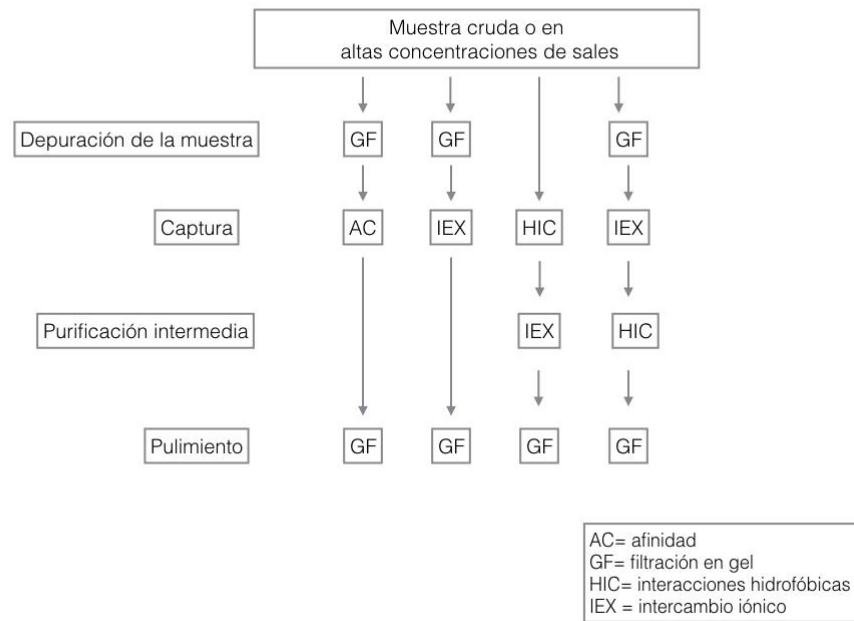 Muestra cruda o en
altas concentraciones de sales
Depuración de la muestra
GF
GF
GF
Captura
AC
IEX
HIC
IEX
Purificación intermedia
IEX
HIC
Pulimiento
GF
GF
GF
GF
AC= afinidad
GF= filtración en gel
HIC= interacciones hidrofóbicas
IEX = intercambio iónico